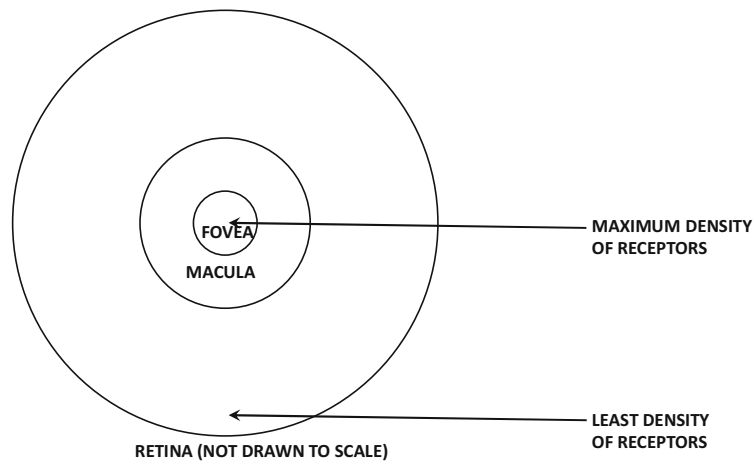 FOVEA
MACULA
MAXIMUM DENSITY
OF RECEPTORS
LEAST DENSITY
OF RECEPTORS
RETINA (NOT DRAWN TO SCALE)